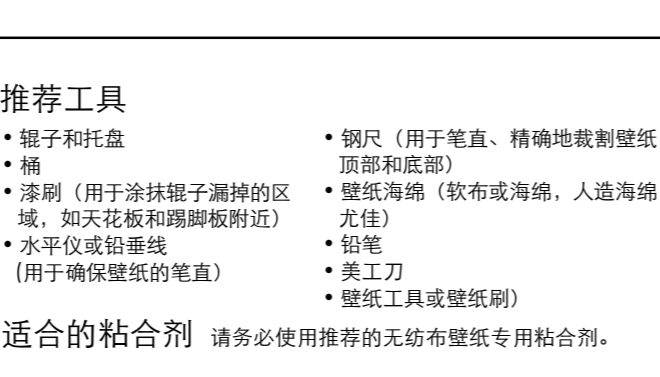 推荐工具
• 辊子和托盘
• 桶
• 漆刷（用于涂抹辊子漏掉的区
域，如天花板和踢脚板附近）
• 水平仪或铅垂线
(用于确保壁纸的笔直）
• 钢尺（用于笔直、精确地裁割壁纸
顶部和底部）
• 壁纸海绵（软布或海绵，人造海绵
尤佳）
• 铅笔
• 美工刀
• 壁纸工具或壁纸刷）
适合的粘合剂 请务必使用推荐的无纺布壁纸专用粘合剂。